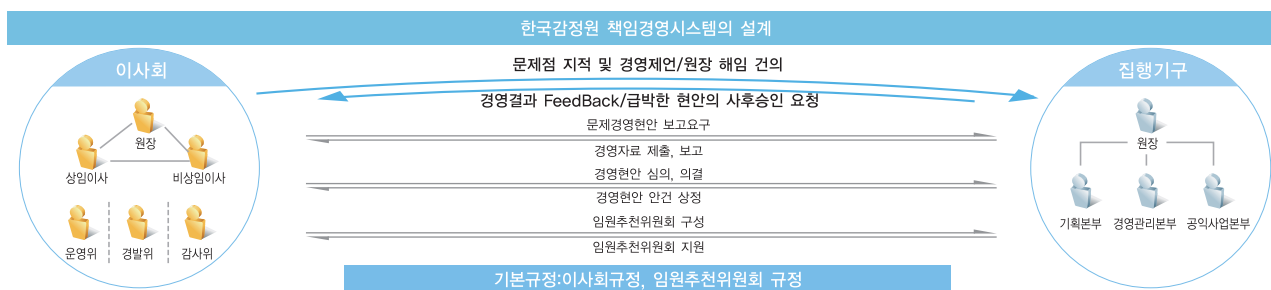 한국감정원 책임경영시스템의 설계
이사회
원장
상임이사
비상임이사
운영위
경발위
감사위
문제점 지적 및 경영제언/원장 해임 건의
경영결과 FeedBack/급박한 현안의 사후승인 요청
문제경영현안 보고요구
경영자료 제출, 보고
경영현안 심의, 의결
경영현안 안건 상정
임원추천위원회 구성
임원추천위원회 지원
집행기구
원장
기획본부
경영관리본부
공익사업본부
기본규정:이사회규정, 임원추천위원회 규정